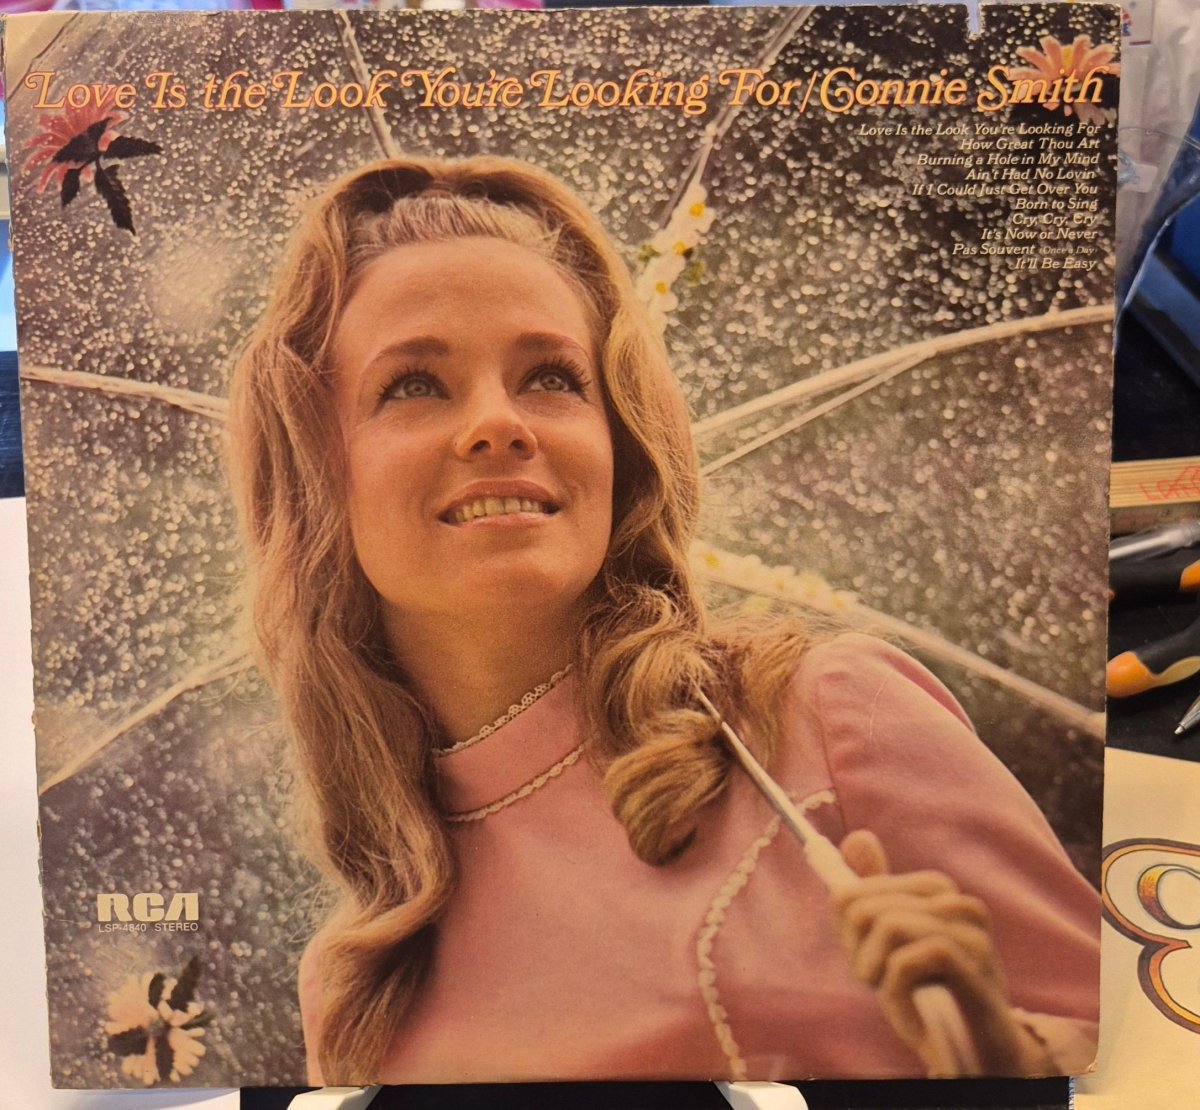 Love Is the Look You're Looking For/Connie Smith
Love Is the Look You're Looking For
How Great Thou Art
Burning a Hole in My Mind
Ain't Had No Lovin'
If I Could Just Get Over You
Born to Sing
Cry, Cry, Cry
It's Now or Never
Pas Souvent (Once a Day)
It'll Be Easy
RCA
LSP-4840 STEREO